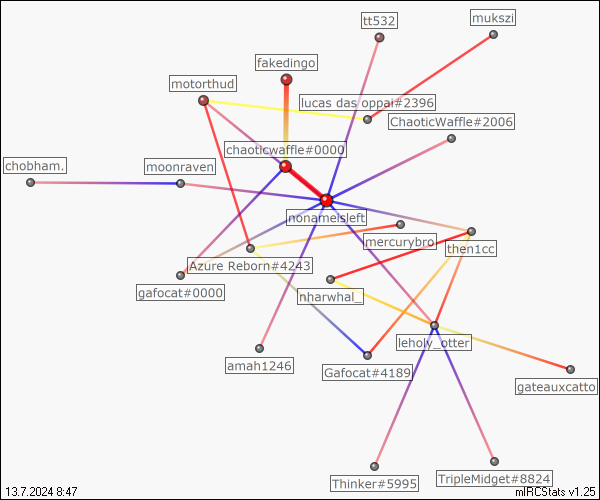 tt532
mukszi
fakedingo
motorthud
lucas das oppai#2396
ChaoticWaffle#2006
chaoticwaffle#0000
chobham.
moonraven
nonameisleft
mercurybro
then1cc
Azure Reborn#4243
gafocat#0000
nharwhal_
leholy_otter
amah1246
Gafocat#4189
gateauxcatto
Thinker#5995
TripleMidget#8824
13.7.2024 8:47
mIRCStats v1.25